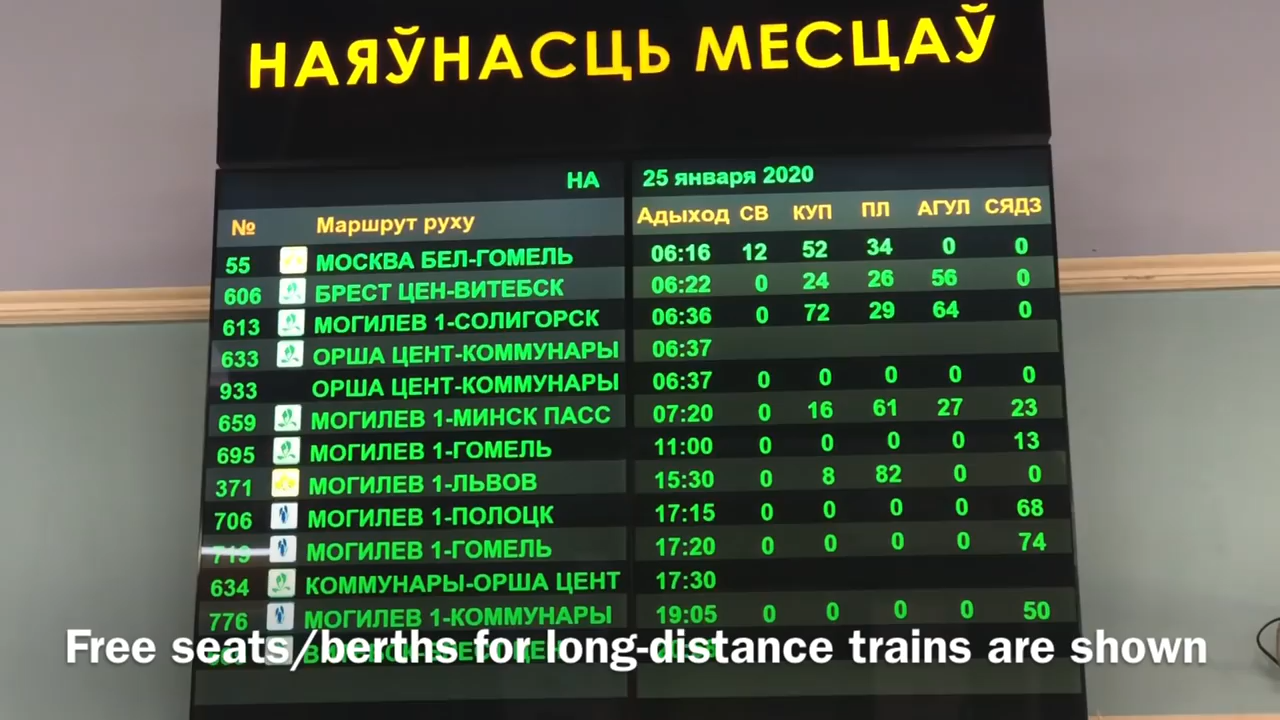 НАЯЎНАСЦЬ МЕСЦАЎ
НА 25 января 2020
№ Маршрут руху Адыход СВ КУП ПЛ АГУЛ СЯДЗ
55 МОСКВА БЕЛ-ГОМЕЛЬ 06:16 12 52 34 0 0
606 БРЕСТ ЦЕН-ВИТЕБСК 06:22 0 24 26 56 0
613 МОГИЛЕВ 1-СОЛИГОРСК 06:36 0 72 29 64 0
633 ОРША ЦЕНТ-КОММУНАРЫ 06:37
933 ОРША ЦЕНТ-КОММУНАРЫ 06:37 0 0 0 0 0
659 МОГИЛЕВ 1-МИНСК ПАСС 07:20 0 16 61 27 23
695 МОГИЛЕВ 1-ГОМЕЛЬ 11:00 0 0 0 0 13
371 МОГИЛЕВ 1-ЛЬВОВ 15:30 0 8 82 0 0
706 МОГИЛЕВ 1-ПОЛОЦК 17:15 0 0 0 0 68
719 МОГИЛЕВ 1-ГОМЕЛЬ 17:20 0 0 0 0 74
634 КОММУНАРЫ-ОРША ЦЕНТ 17:30
776 МОГИЛЕВ 1-КОММУНАРЫ 19:05 0 0 0 0 50
Free seats/berths for long-distance trains are shown